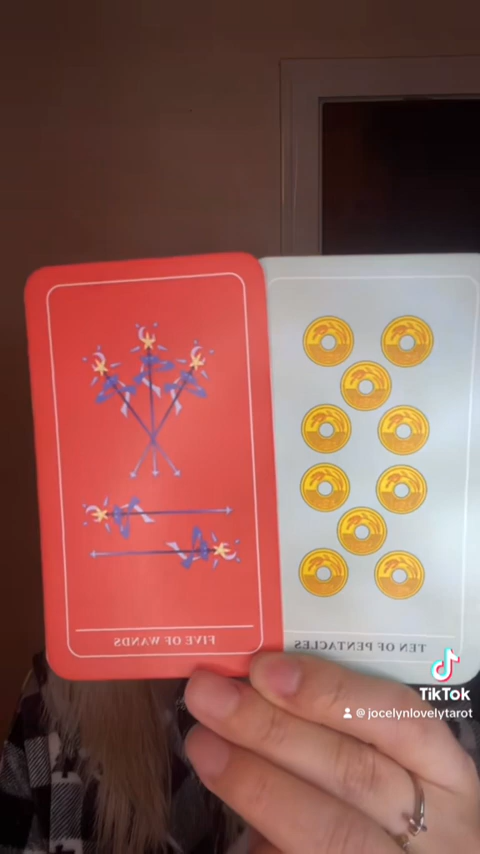 FIVE OF WANDS
TEN OF PENTACLES
TikTok
@jocelynlovelytarot